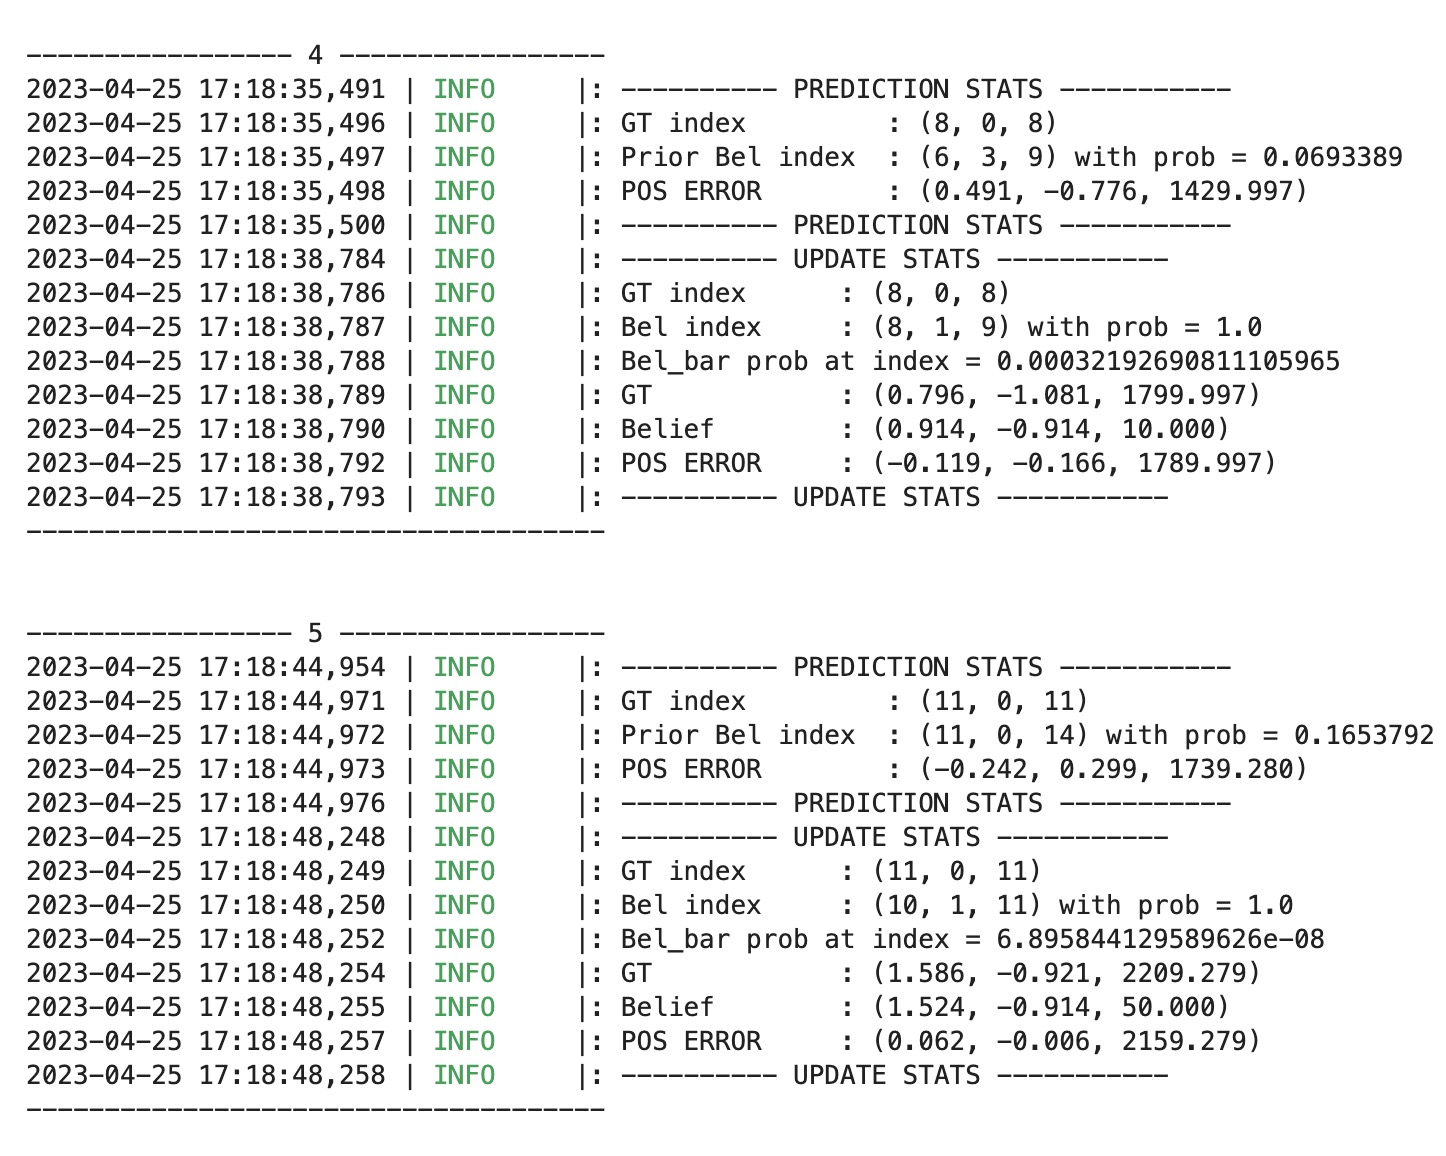 ----------------- 4 -----------------
2023-04-25 17:18:35,491 | INFO     |: ---------- PREDICTION STATS -----------
2023-04-25 17:18:35,496 | INFO     |: GT index         : (8, 0, 8)
2023-04-25 17:18:35,497 | INFO     |: Prior Bel index  : (6, 3, 9) with prob = 0.0693389
2023-04-25 17:18:35,498 | INFO     |: POS ERROR        : (0.491, -0.776, 1429.997)
2023-04-25 17:18:35,500 | INFO     |: ---------- PREDICTION STATS -----------
2023-04-25 17:18:38,784 | INFO     |: ---------- UPDATE STATS -----------
2023-04-25 17:18:38,786 | INFO     |: GT index      : (8, 0, 8)
2023-04-25 17:18:38,787 | INFO     |: Bel index     : (8, 1, 9) with prob = 1.0
2023-04-25 17:18:38,788 | INFO     |: Bel_bar prob at index = 0.00032192690811105965
2023-04-25 17:18:38,789 | INFO     |: GT            : (0.796, -1.081, 1799.997)
2023-04-25 17:18:38,790 | INFO     |: Belief        : (0.914, -0.914, 10.000)
2023-04-25 17:18:38,792 | INFO     |: POS ERROR     : (-0.119, -0.166, 1789.997)
2023-04-25 17:18:38,793 | INFO     |: ---------- UPDATE STATS -----------
-------------------------------------
----------------- 5 -----------------
2023-04-25 17:18:44,954 | INFO     |: ---------- PREDICTION STATS -----------
2023-04-25 17:18:44,971 | INFO     |: GT index         : (11, 0, 11)
2023-04-25 17:18:44,972 | INFO     |: Prior Bel index  : (11, 0, 14) with prob = 0.1653792
2023-04-25 17:18:44,973 | INFO     |: POS ERROR        : (-0.242, 0.299, 1739.280)
2023-04-25 17:18:44,976 | INFO     |: ---------- PREDICTION STATS -----------
2023-04-25 17:18:48,248 | INFO     |: ---------- UPDATE STATS -----------
2023-04-25 17:18:48,249 | INFO     |: GT index      : (11, 0, 11)
2023-04-25 17:18:48,250 | INFO     |: Bel index     : (10, 1, 11) with prob = 1.0
2023-04-25 17:18:48,252 | INFO     |: Bel_bar prob at index = 6.895844129589626e-08
2023-04-25 17:18:48,254 | INFO     |: GT            : (1.586, -0.921, 2209.279)
2023-04-25 17:18:48,255 | INFO     |: Belief        : (1.524, -0.914, 50.000)
2023-04-25 17:18:48,257 | INFO     |: POS ERROR     : (0.062, -0.006, 2159.279)
2023-04-25 17:18:48,258 | INFO     |: ---------- UPDATE STATS -----------
-------------------------------------